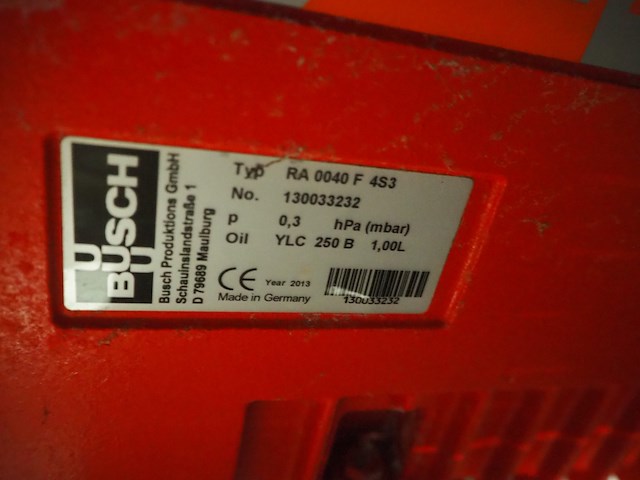 BUSCH
Busch Produktions GmbH
Schauinslandstraße 1
D 79689 Maulburg
Typ RA 0040 F 4S3
No. 130033232
p 0,3 hPa (mbar)
Oil YLC 250 B 1,00L
CE Year 2013
Made in Germany
130033232